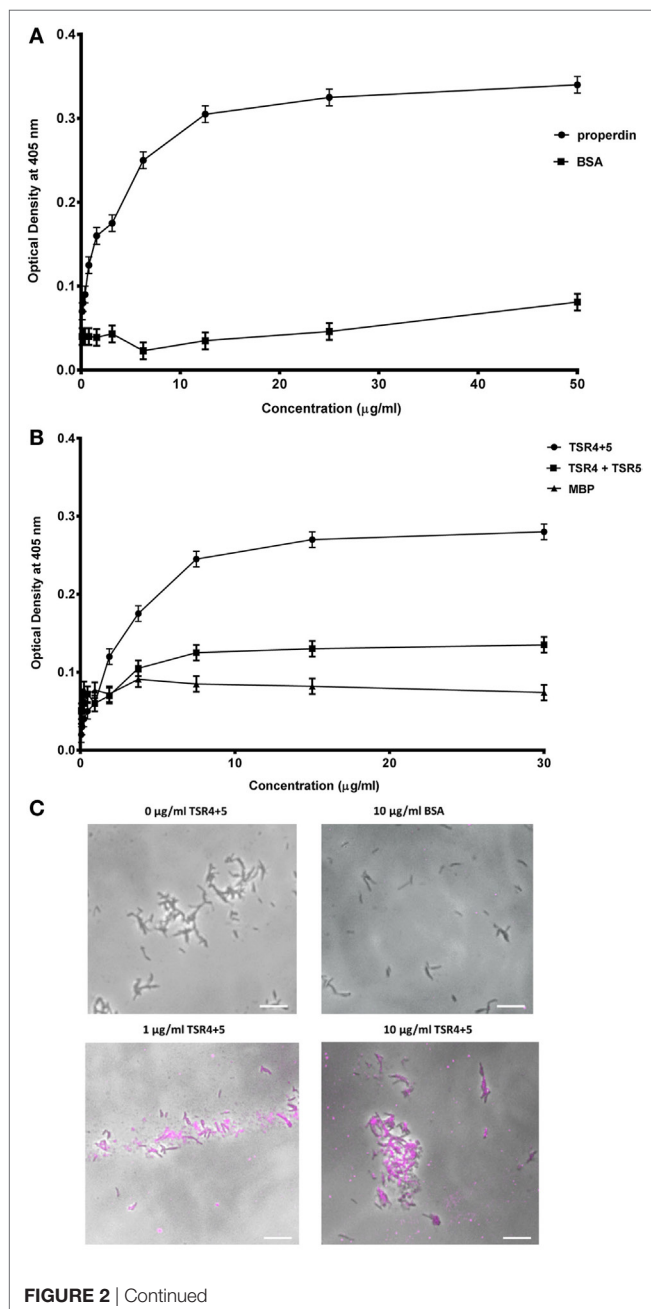 A
0.4
0.3
0.2
0.1
0.0
Optical Density at 405 nm
properdin
BSA
0 10 20 30 40 50
Concentration (μg/ml)
B
0.4
0.3
0.2
0.1
0.0
Optical Density at 405 nm
TSR4+5
TSR4 + TSR5
MBP
0 10 20 30
Concentration (μg/ml)
C
0 μg/ml TSR4+5 10 μg/ml BSA
1 μg/ml TSR4+5 10 μg/ml TSR4+5
FIGURE 2 | Continued